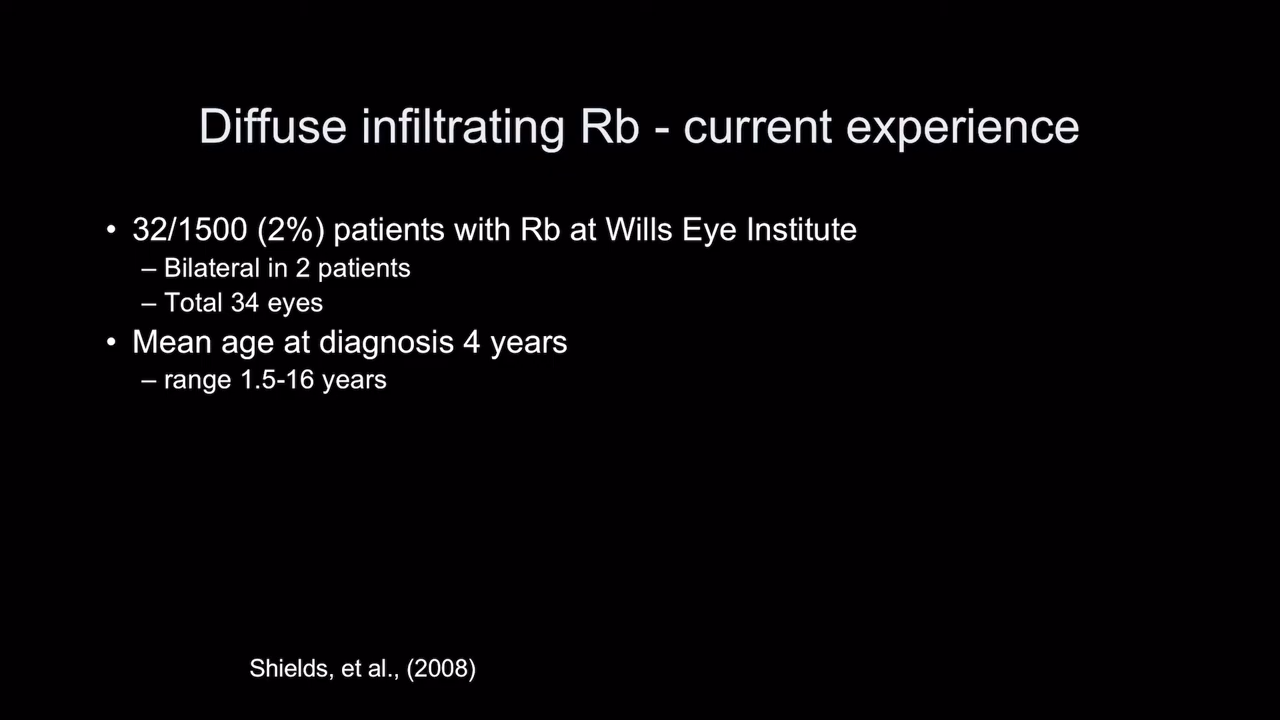 Diffuse infiltrating Rb - current experience
• 32/1500 (2%) patients with Rb at Wills Eye Institute
– Bilateral in 2 patients
– Total 34 eyes
• Mean age at diagnosis 4 years
– range 1.5-16 years
Shields, et al., (2008)